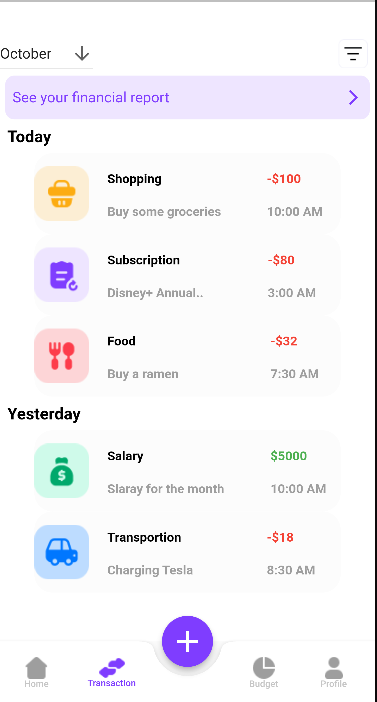 October
See your financial report
Today
Shopping -$100
Buy some groceries 10:00 AM
Subscription -$80
Disney+ Annual.. 3:00 AM
Food -$32
Buy a ramen 7:30 AM
Yesterday
Salary $5000
Slaray for the month 10:00 AM
Transportion -$18
Charging Tesla 8:30 AM
Home Transaction Budget Profile